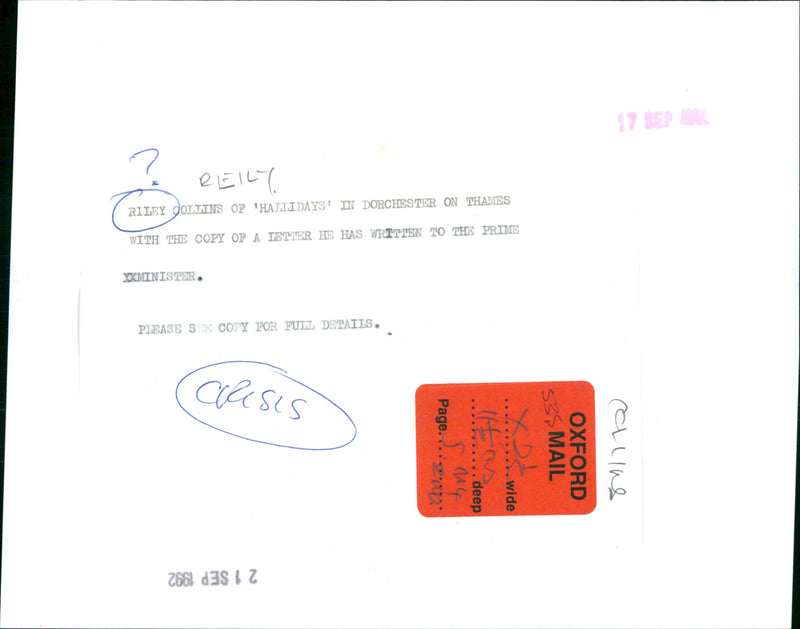 17 SEP
?
REILY
RILEY COLLINS OF 'HALLIDAYS' IN DORCHESTER ON THAMES
WITH THE COPY OF A LETTER HE HAS WRITTEN TO THE PRIME
XXMINISTER.
PLEASE SEE COPY FOR FULL DETAILS.
CRISIS
OXFORD
MAIL
535
wide
deep
Page
COLLINS
21 SEP 1992